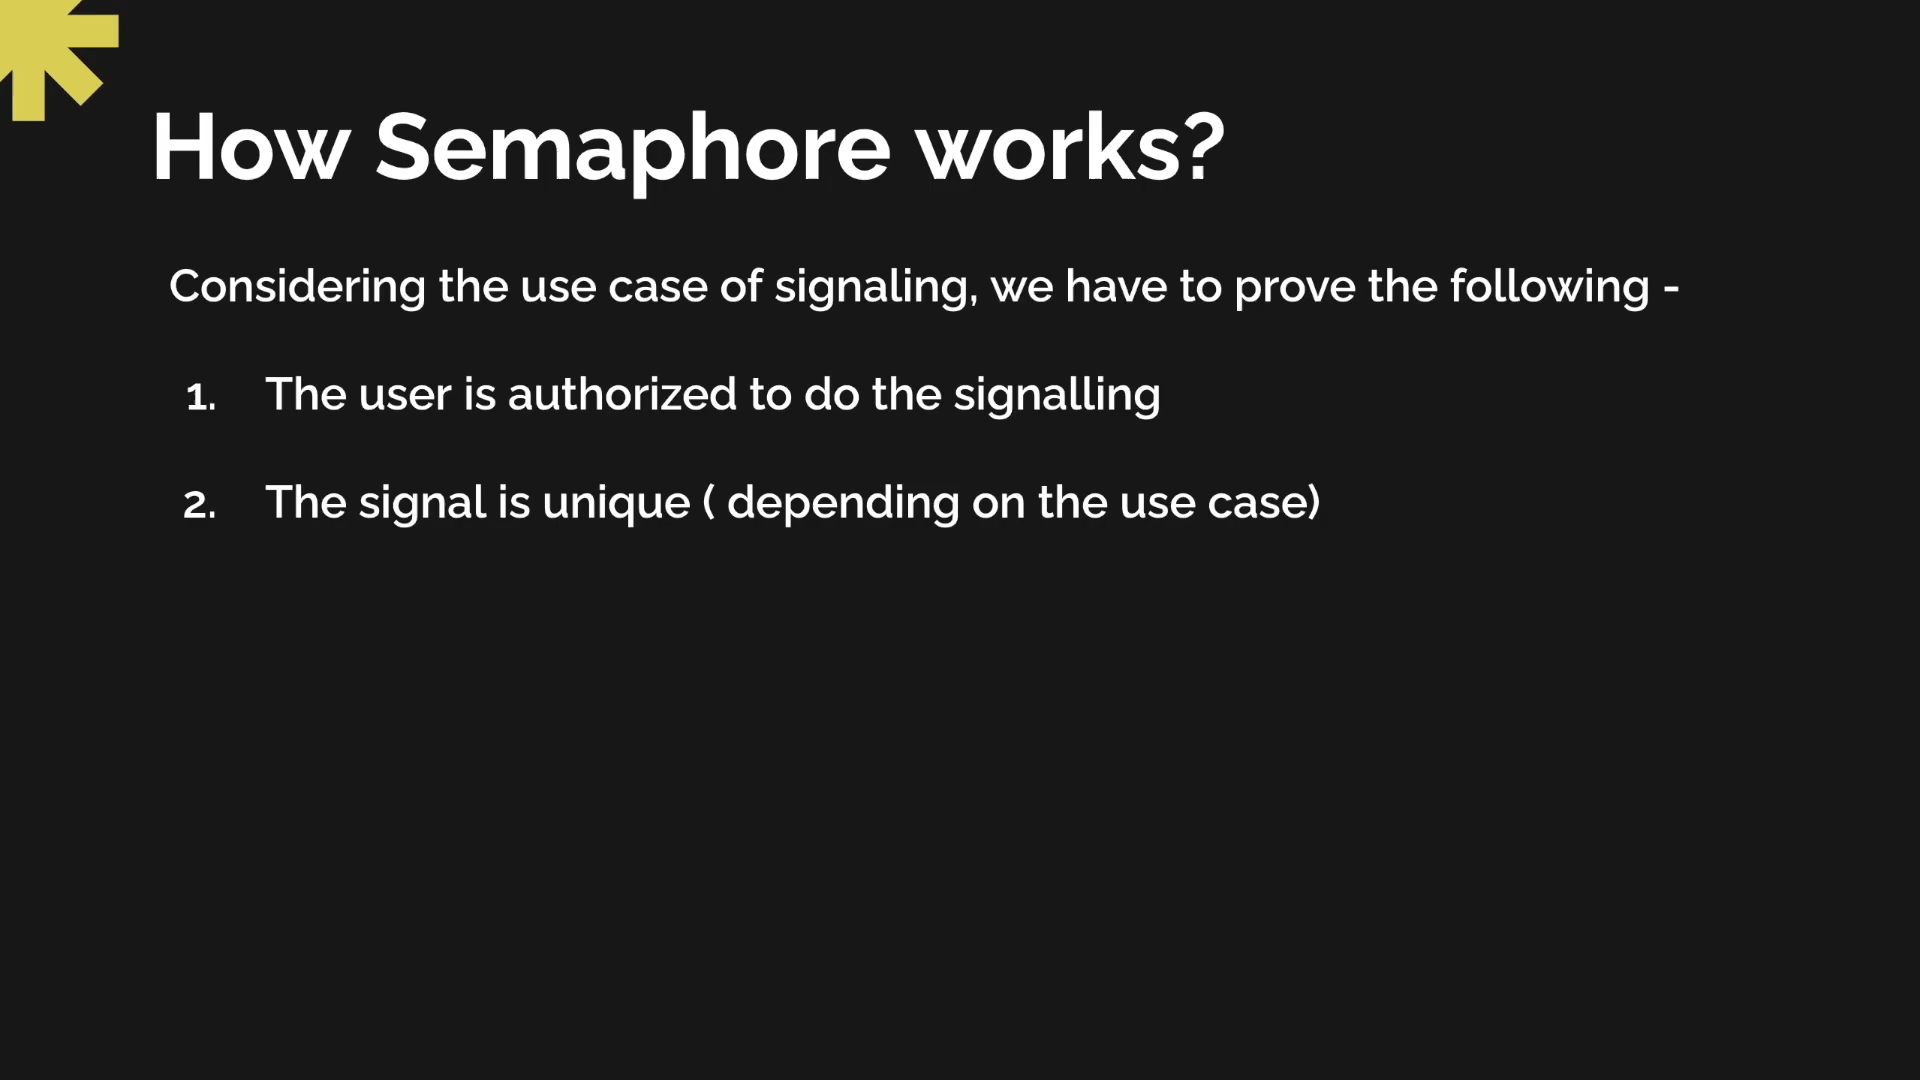 How Semaphore works?
Considering the use case of signaling, we have to prove the following -
1. The user is authorized to do the signalling
2. The signal is unique ( depending on the use case)